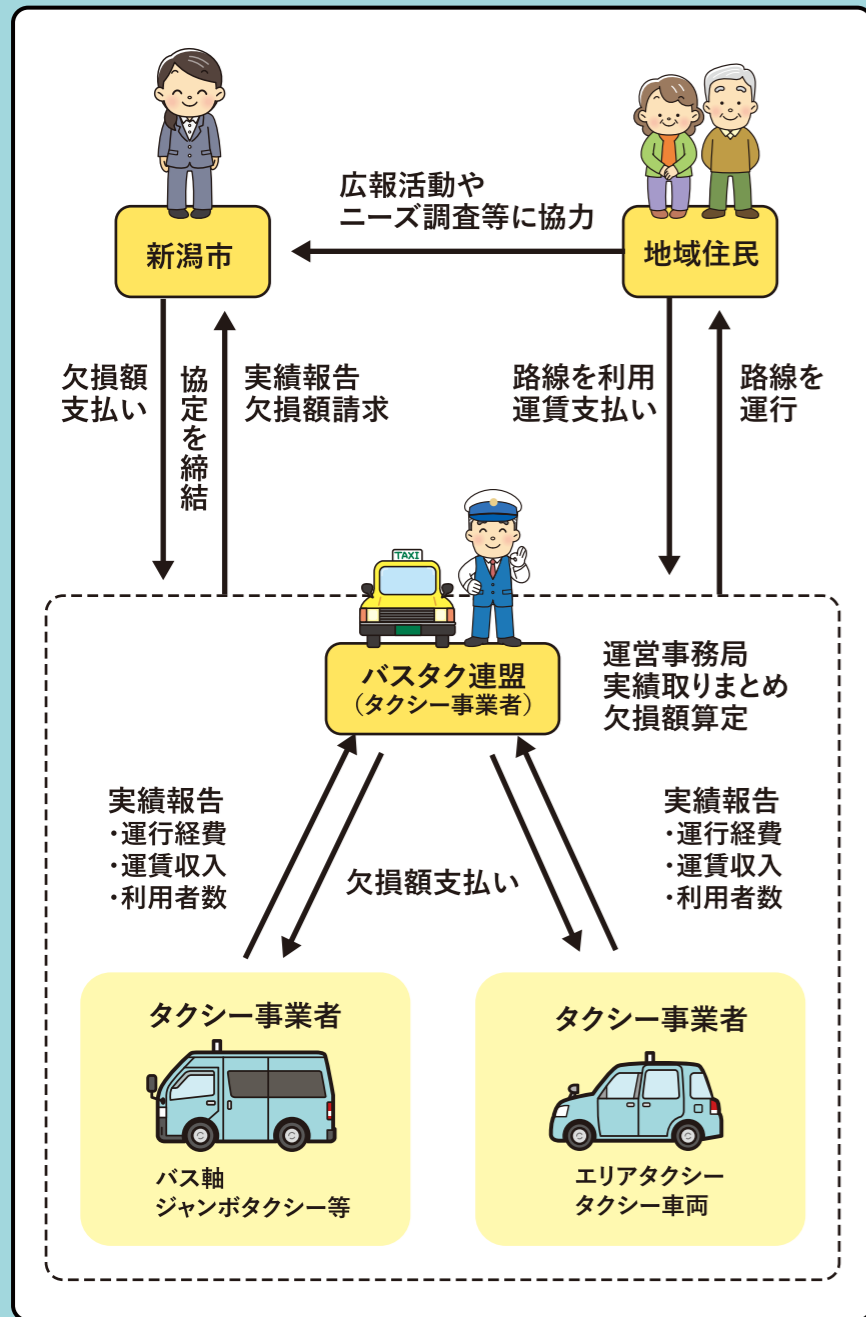 広報活動や
ニーズ調査等に協力
新潟市
地域住民
欠損額
支払い
協定を締結
実績報告
欠損額請求
路線を利用
運賃支払い
路線を
運行
TAXI
バスタク連盟
（タクシー事業者）
運営事務局
実績取りまとめ
欠損額算定
実績報告
・運行経費
・運賃収入
・利用者数
欠損額支払い
実績報告
・運行経費
・運賃収入
・利用者数
タクシー事業者
バス軸
ジャンボタクシー等
タクシー事業者
エリアタクシー
タクシー車両